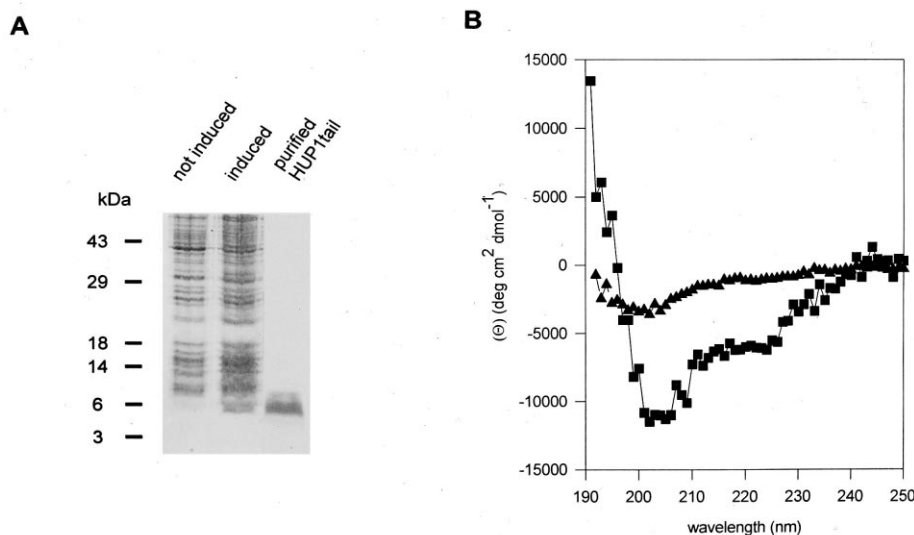 A
not induced
induced
purified
HUP1tail
kDa
43
29
18
14
6
3
B
15000
10000
5000
0
-5000
-10000
-15000
(Θ) (deg cm² dmol⁻¹)
190 200 210 220 230 240 250
wavelength (nm)